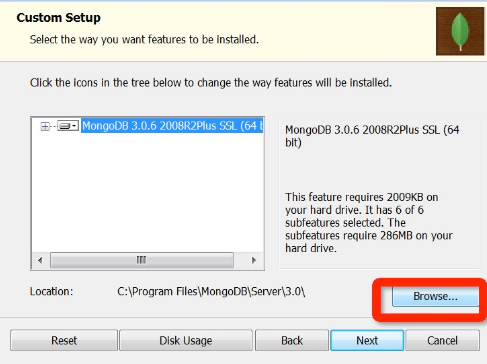 Custom Setup
Select the way you want features to be installed.
Click the icons in the tree below to change the way features will be installed.
MongoDB 3.0.6 2008R2Plus SSL (64 b
MongoDB 3.0.6 2008R2Plus SSL (64
bit)
This feature requires 2009KB on
your hard drive. It has 6 of 6
subfeatures selected. The
subfeatures require 286MB on your
hard drive.
Location: C:\Program Files\MongoDB\Server\3.0\
Browse...
Reset Disk Usage Back Next Cancel